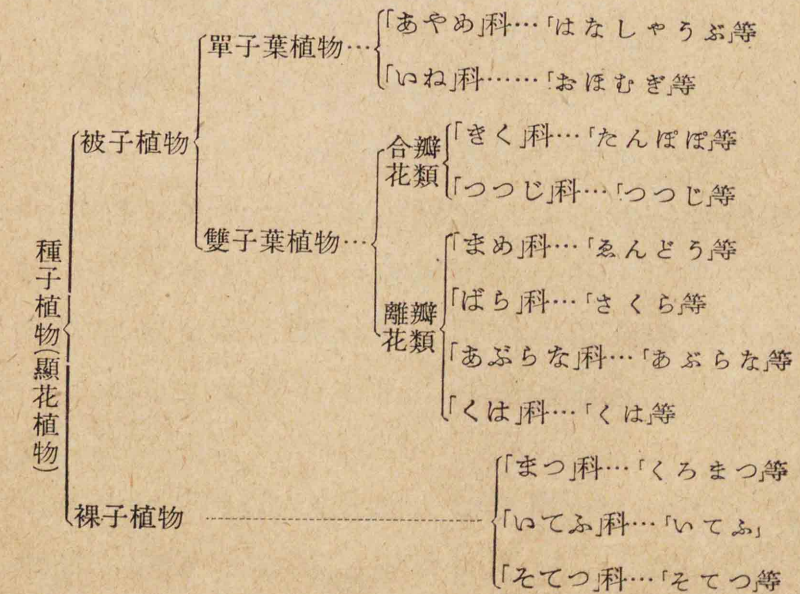 種子植物(顯花植物)
被子植物
單子葉植物…
「あやめ」科…「はなしゃうぶ」等
「いね」科……「おほむぎ」等
雙子葉植物…
合瓣花類
「きく」科…「たんぽぽ」等
「つつじ」科…「つつじ」等
離瓣花類
「まめ」科…「ゑんどう」等
「ばら」科…「さくら」等
「あぶらな」科…「あぶらな」等
「くは」科…「くは」等
裸子植物
「まつ」科…「くろまつ」等
「いてふ」科…「いてふ」
「そてつ」科…「そてつ」等